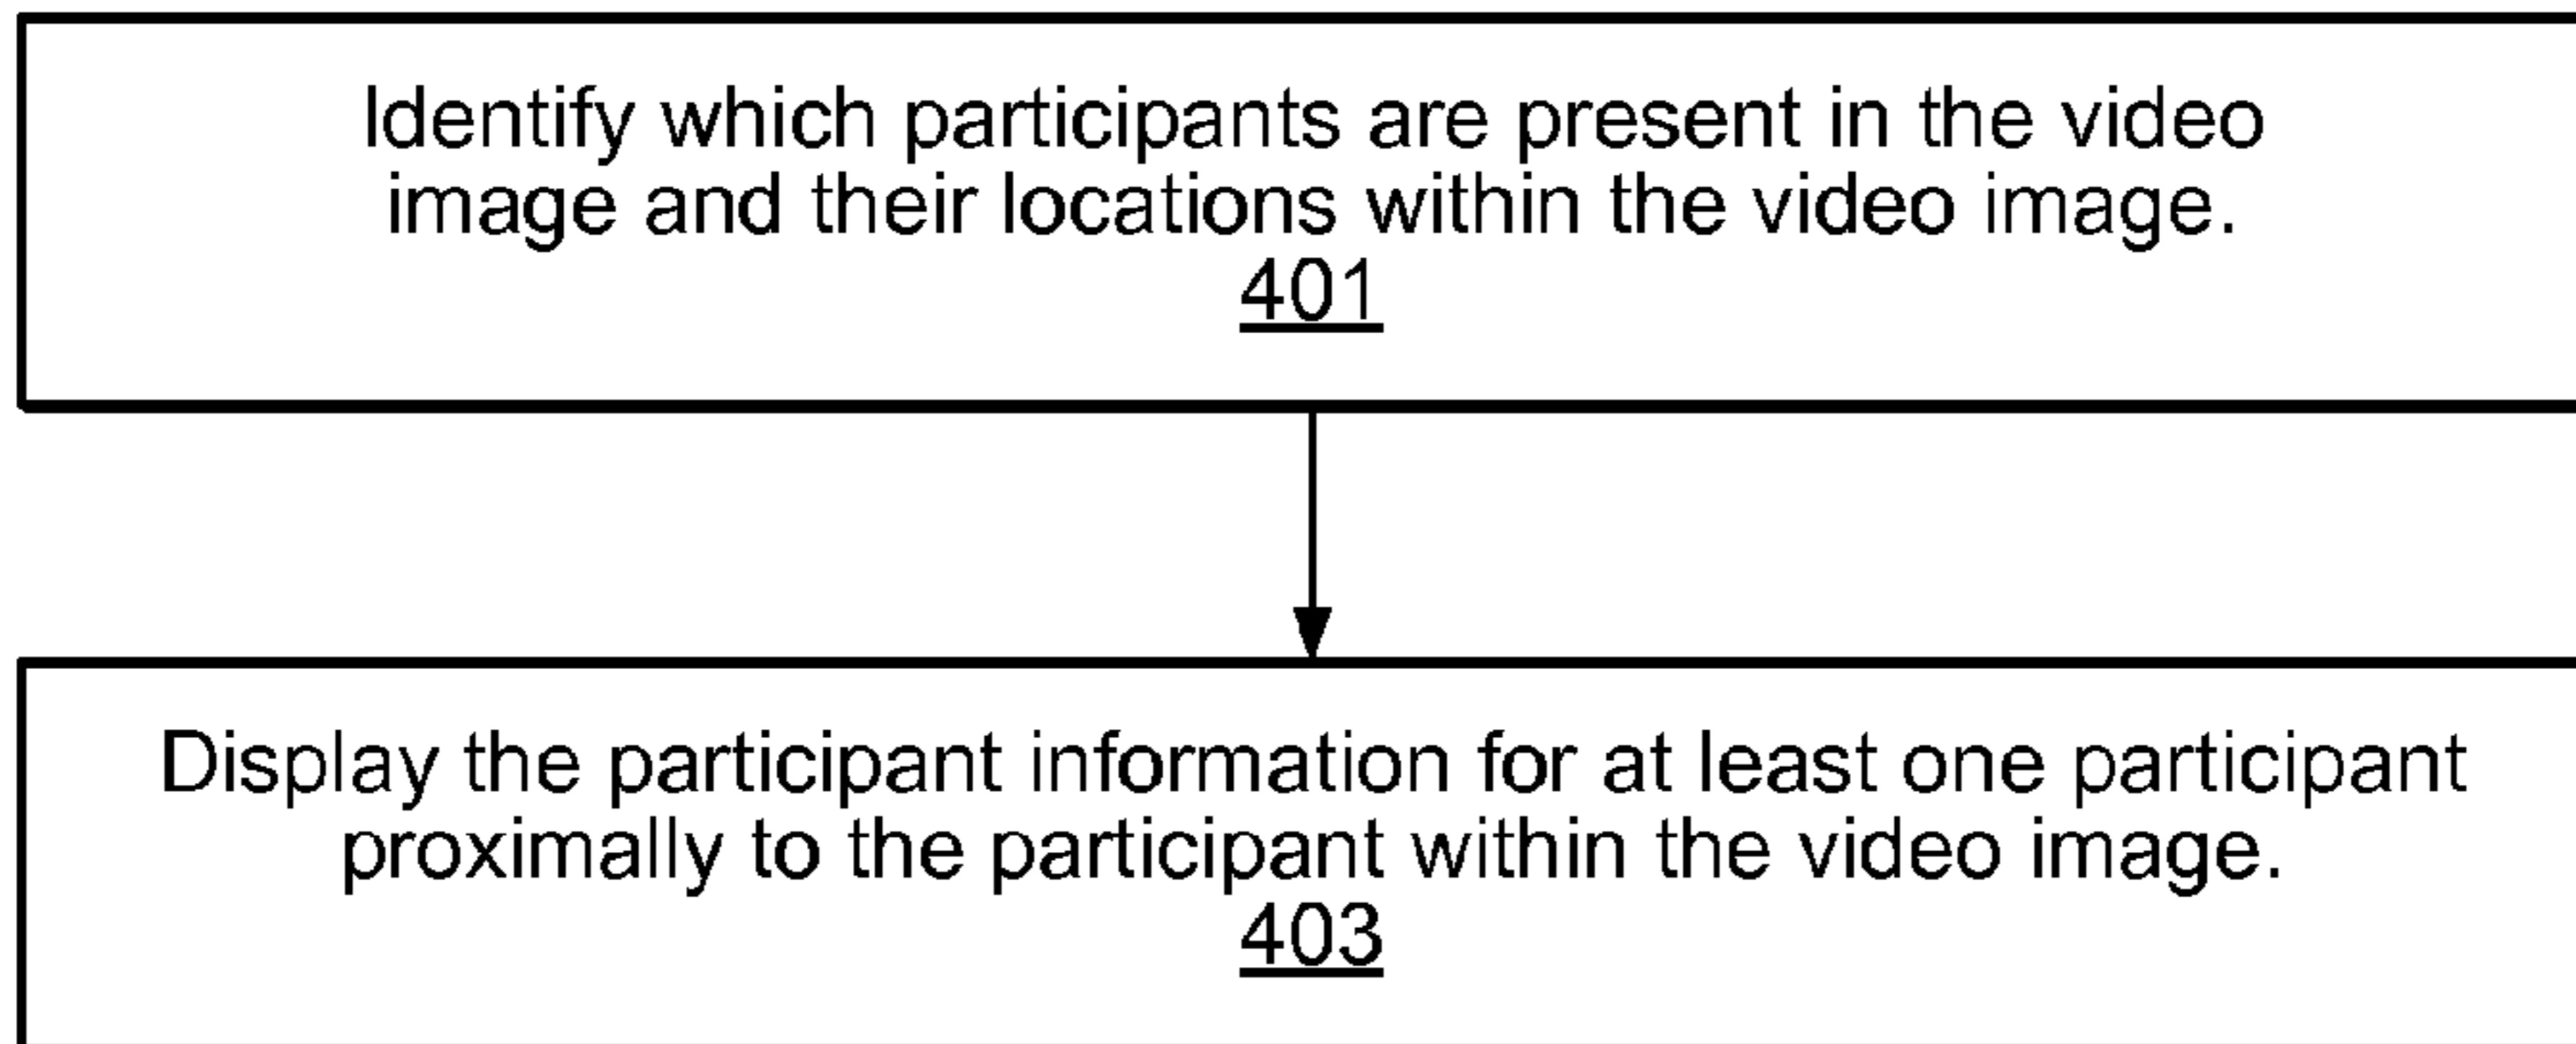 Identify which participants are present in the video
image and their locations within the video image.
401
Display the participant information for at least one participant
proximally to the participant within the video image.
403